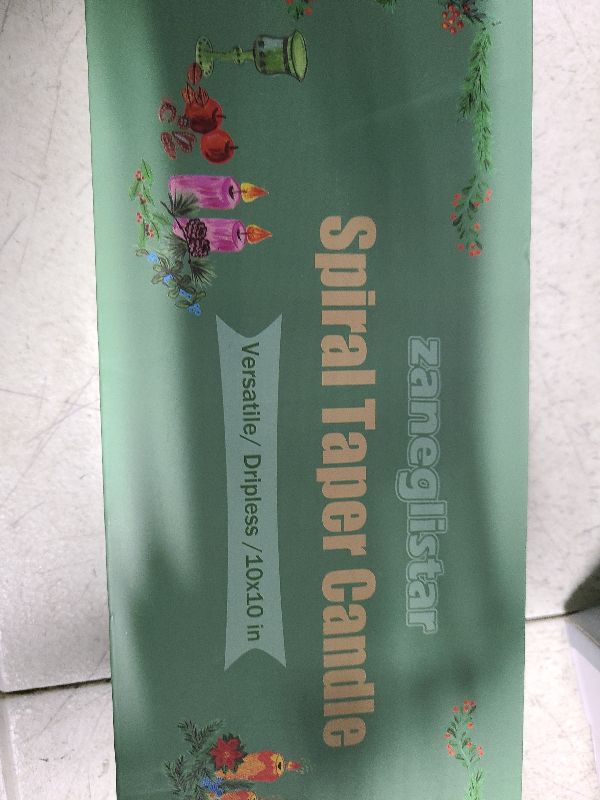 zaneglistar
Spiral Taper Candle
Versatile/ Dripless /10x10 in